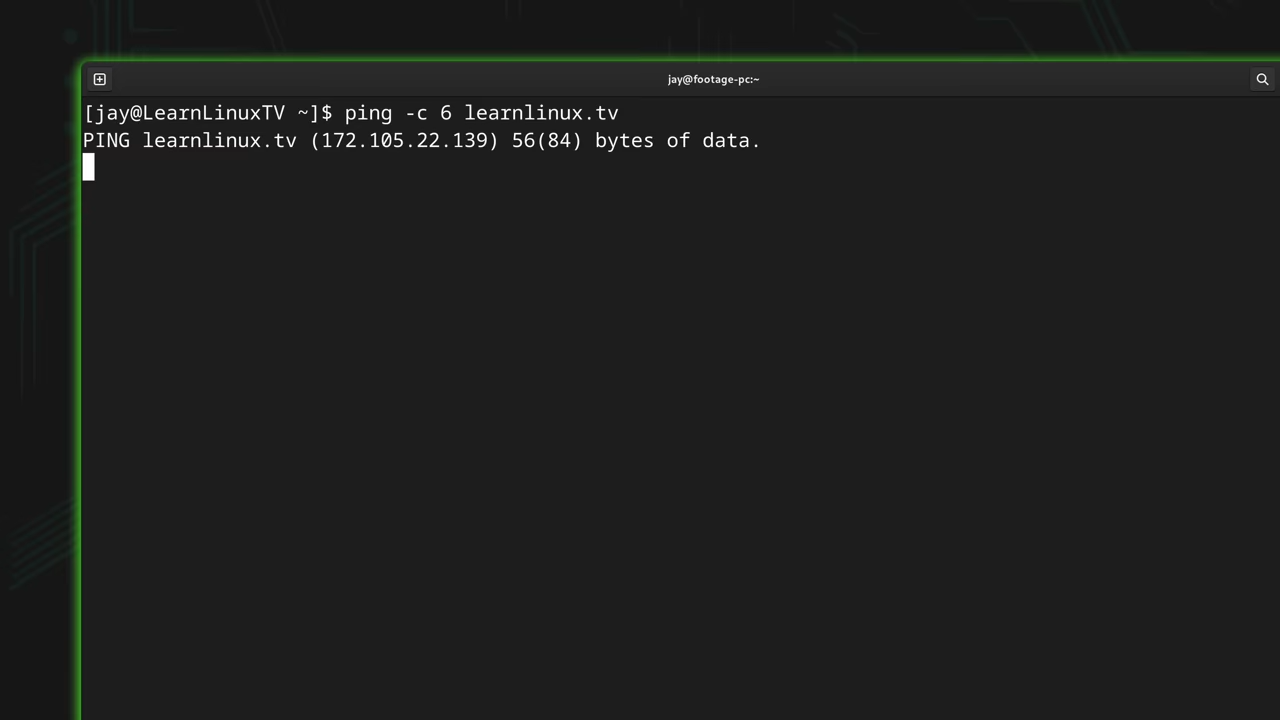 jay@footage-pc:~
[jay@LearnLinuxTV ~]$ ping -c 6 learnlinux.tv
PING learnlinux.tv (172.105.22.139) 56(84) bytes of data.